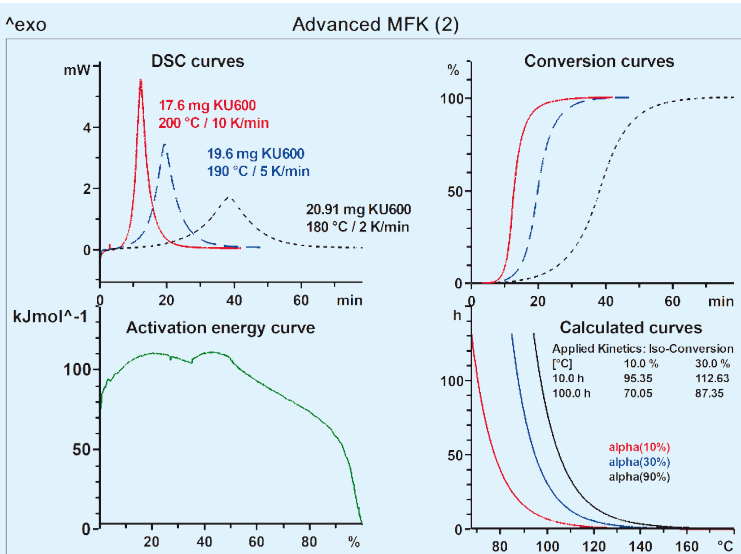 ^exo
Advanced MFK (2)
DSC curves
mW
4
2
0
17.6 mg KU600
200 °C / 10 K/min
19.6 mg KU600
190 °C / 5 K/min
20.91 mg KU600
180 °C / 2 K/min
0 20 40 60 min
Conversion curves
%
100
50
0
0 20 40 60 min
kJmol^-1
Activation energy curve
100
50
0
20 40 60 80 %
h
Calculated curves
Applied Kinetics: Iso-Conversion
[°C] 10.0 % 30.0 %
10.0 h 95.35 112.63
100.0 h 70.05 87.35
100
50
0
alpha(10%)
alpha(30%)
alpha(90%)
80 100 120 140 160 °C